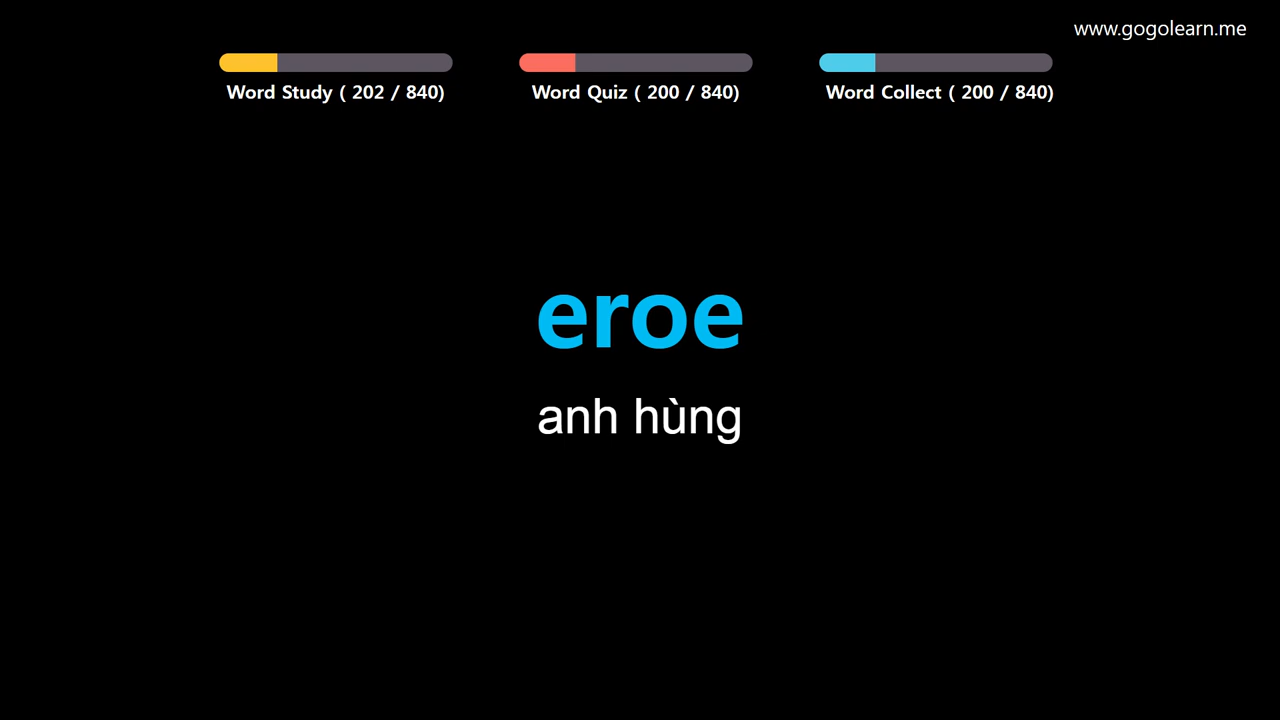 www.gogolearn.me
Word Study ( 202 / 840)
Word Quiz ( 200 / 840)
Word Collect ( 200 / 840)
eroe
anh hùng